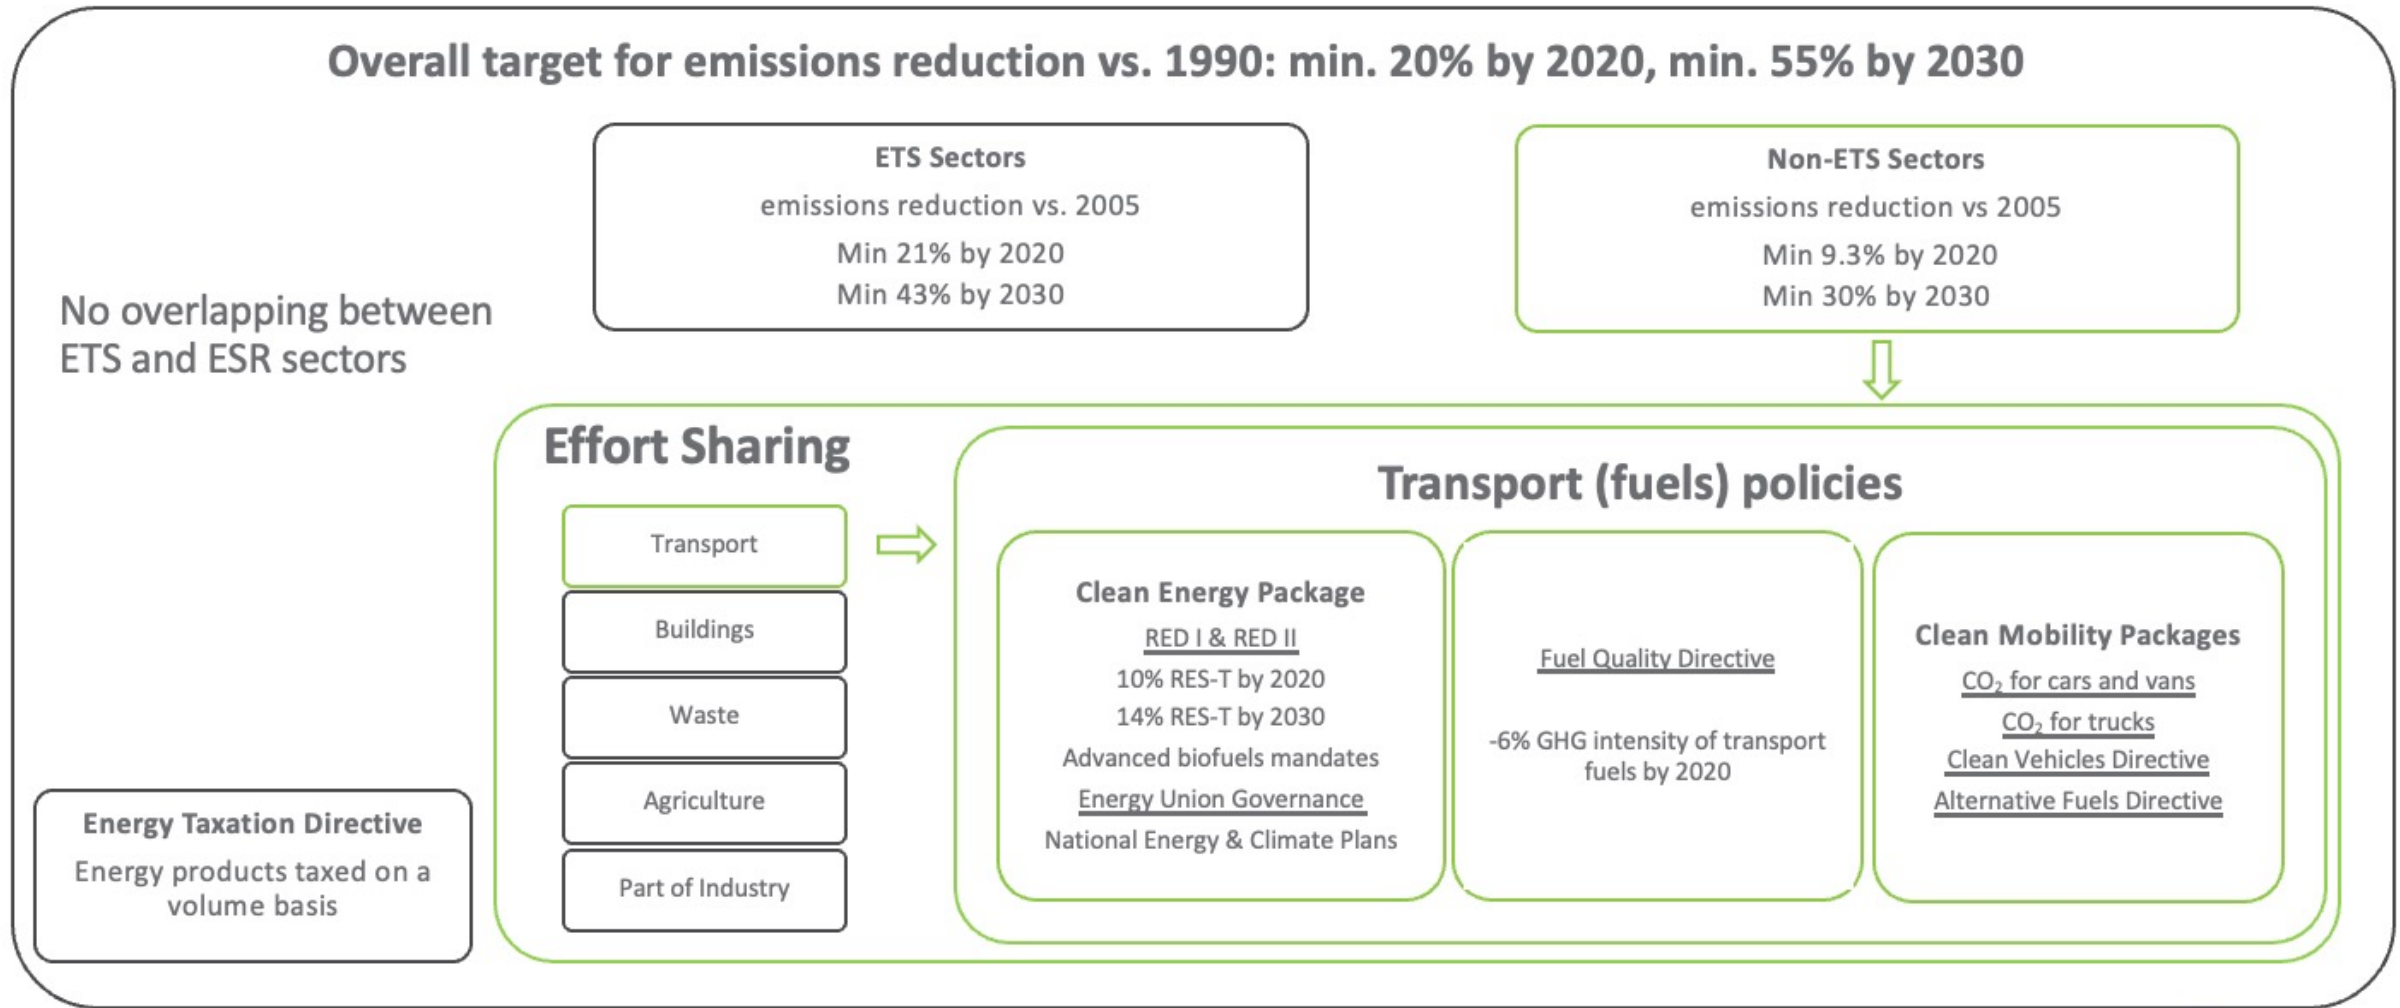 Overall target for emissions reduction vs. 1990: min. 20% by 2020, min. 55% by 2030
ETS Sectors
emissions reduction vs. 2005
Min 21% by 2020
Min 43% by 2030
Non-ETS Sectors
emissions reduction vs 2005
Min 9.3% by 2020
Min 30% by 2030
No overlapping between
ETS and ESR sectors
Effort Sharing
Transport
Buildings
Waste
Agriculture
Part of Industry
Transport (fuels) policies
Clean Energy Package
RED I & RED II
10% RES-T by 2020
14% RES-T by 2030
Advanced biofuels mandates
Energy Union Governance
National Energy & Climate Plans
Fuel Quality Directive
-6% GHG intensity of transport
fuels by 2020
Clean Mobility Packages
CO₂ for cars and vans
CO₂ for trucks
Clean Vehicles Directive
Alternative Fuels Directive
Energy Taxation Directive
Energy products taxed on a
volume basis